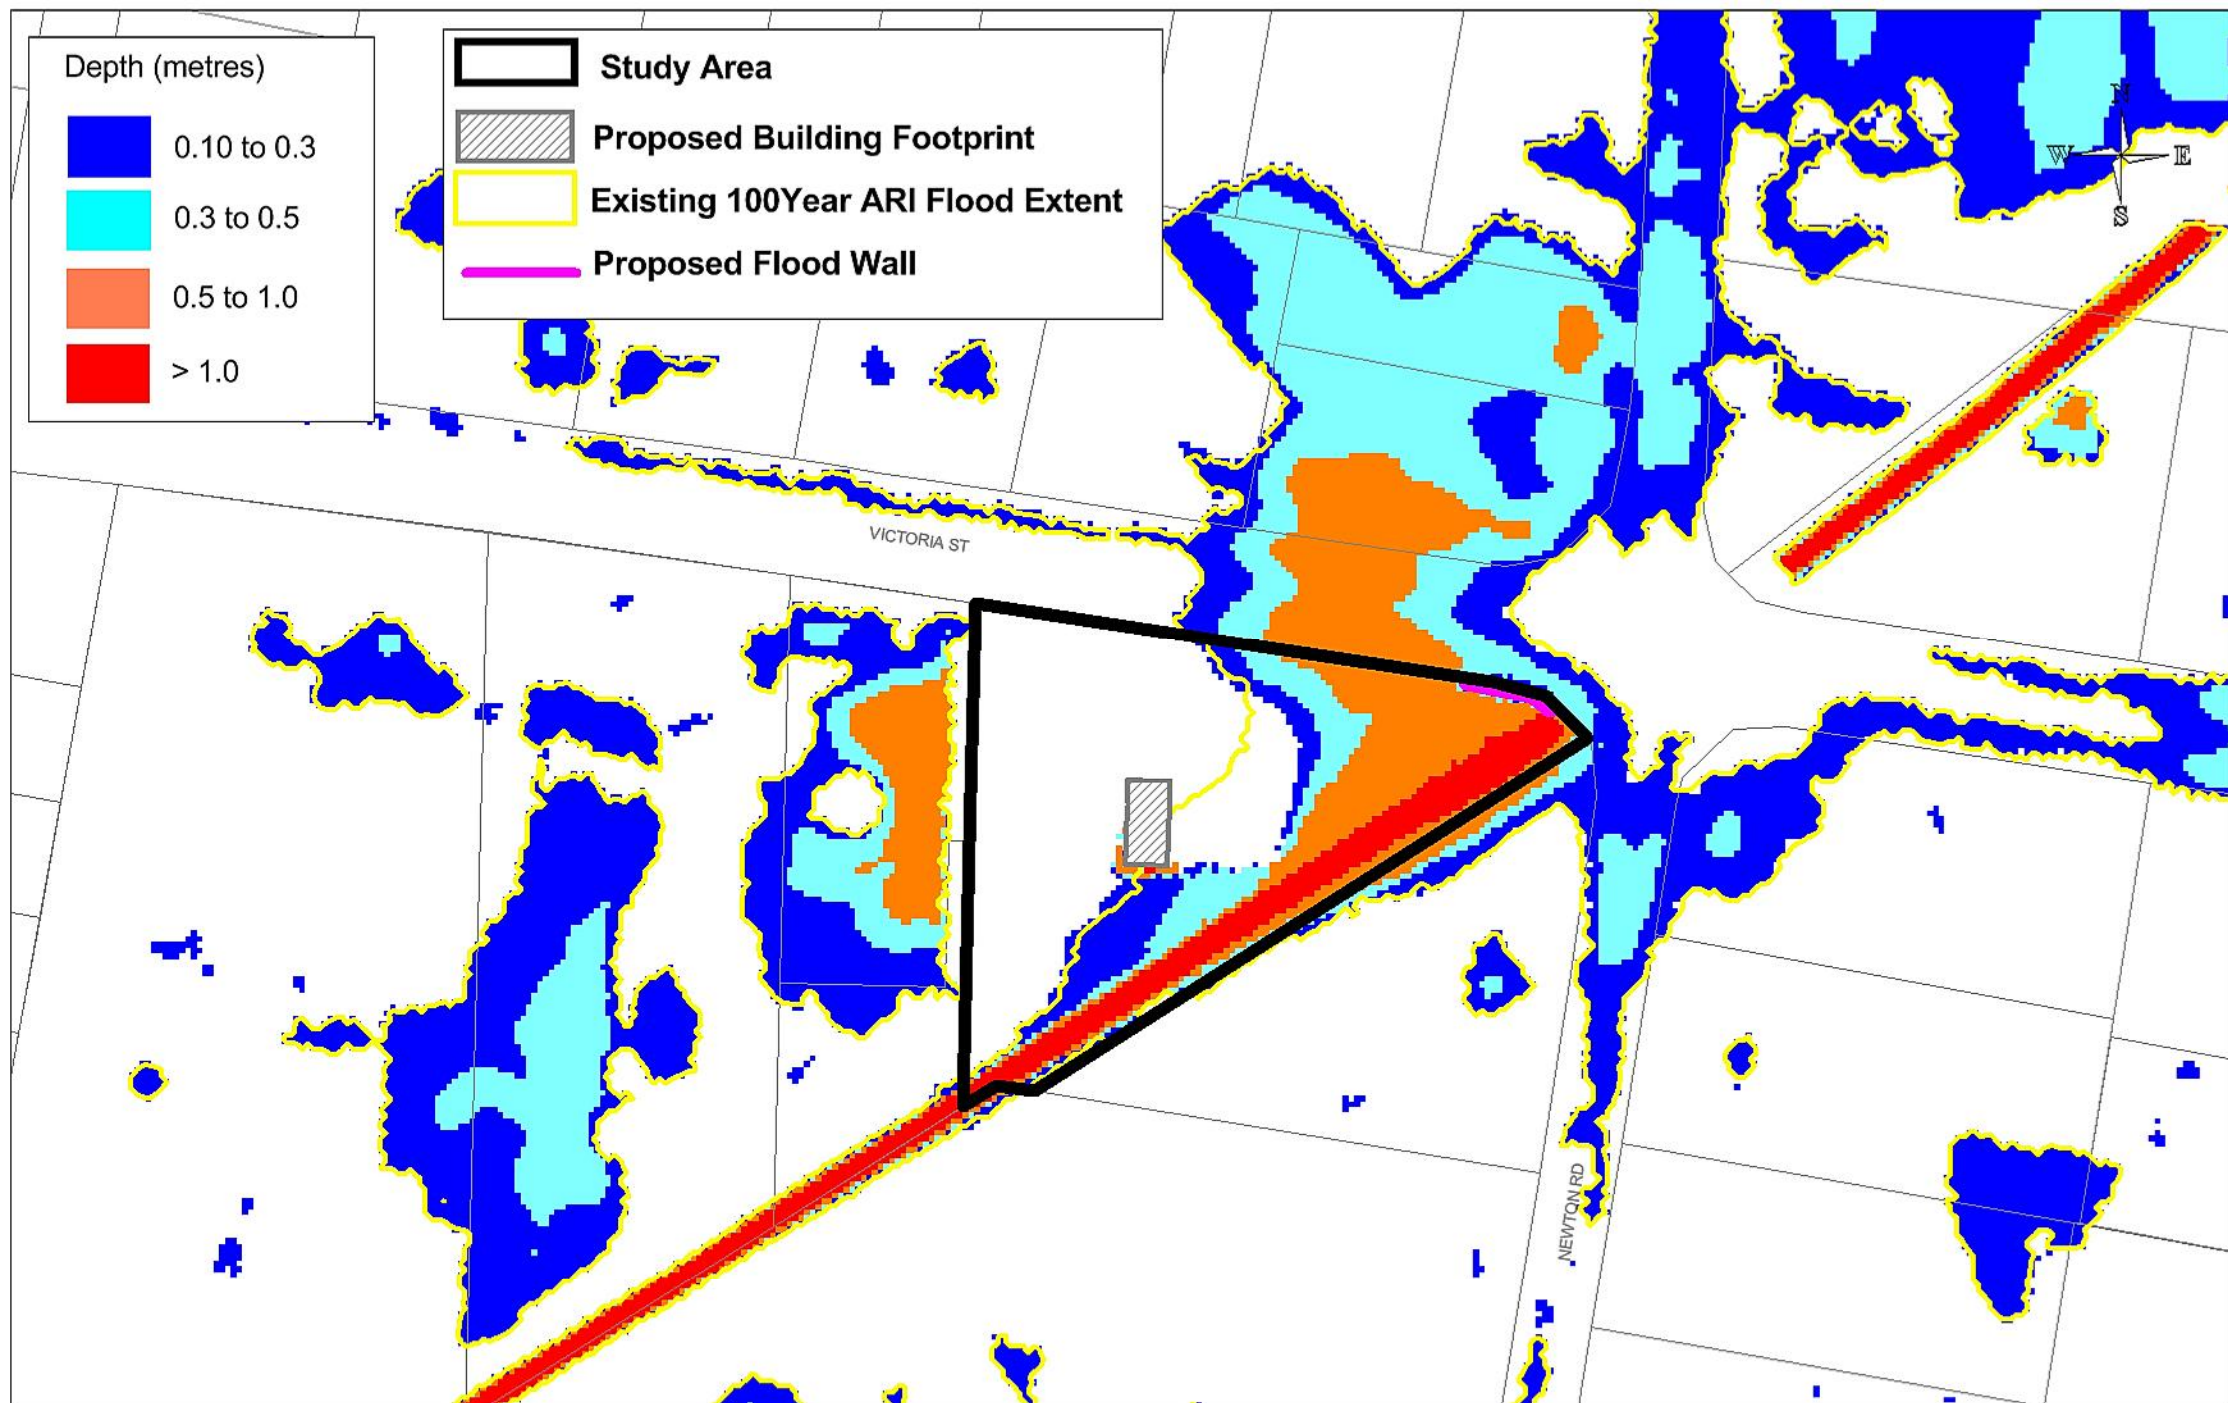 Depth (metres)
0.10 to 0.3
0.3 to 0.5
0.5 to 1.0
> 1.0
Study Area
Proposed Building Footprint
Existing 100Year ARI Flood Extent
Proposed Flood Wall
N
W E
S
VICTORIA ST
NEWTON RD